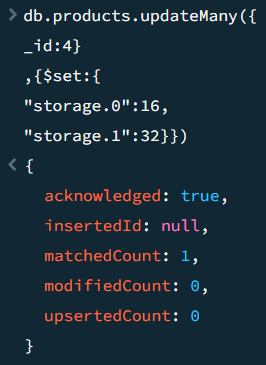 > db.products.updateMany({
_id:4}
,{$set:{
"storage.0":16,
"storage.1":32}})
< {
acknowledged: true,
insertedId: null,
matchedCount: 1,
modifiedCount: 0,
upsertedCount: 0
}